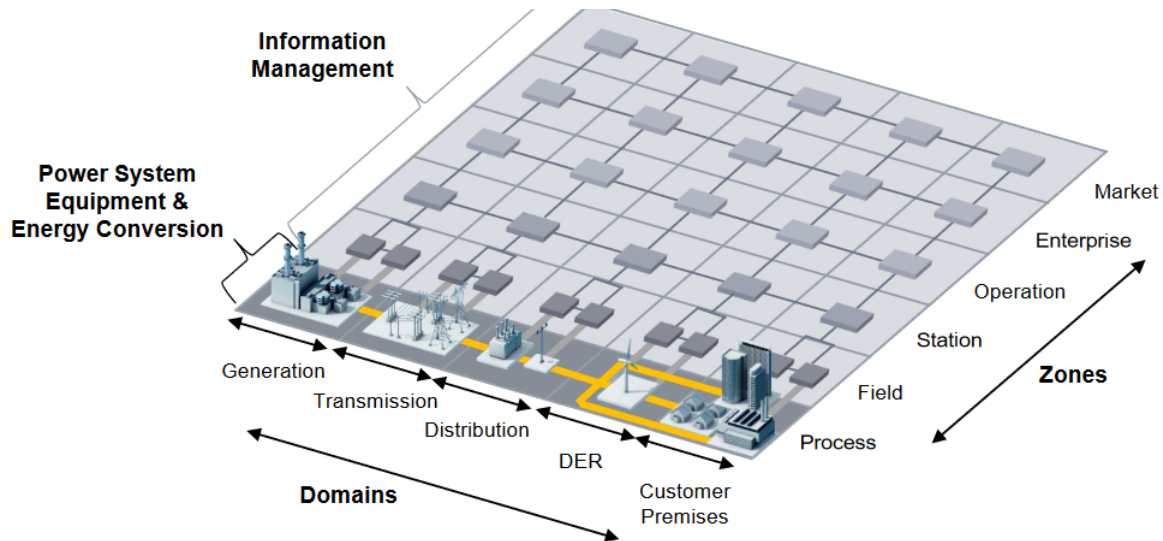 Information
Management
Power System
Equipment &
Energy Conversion
Market
Enterprise
Operation
Station
Field
Process
Zones
Generation
Transmission
Distribution
DER
Customer
Premises
Domains